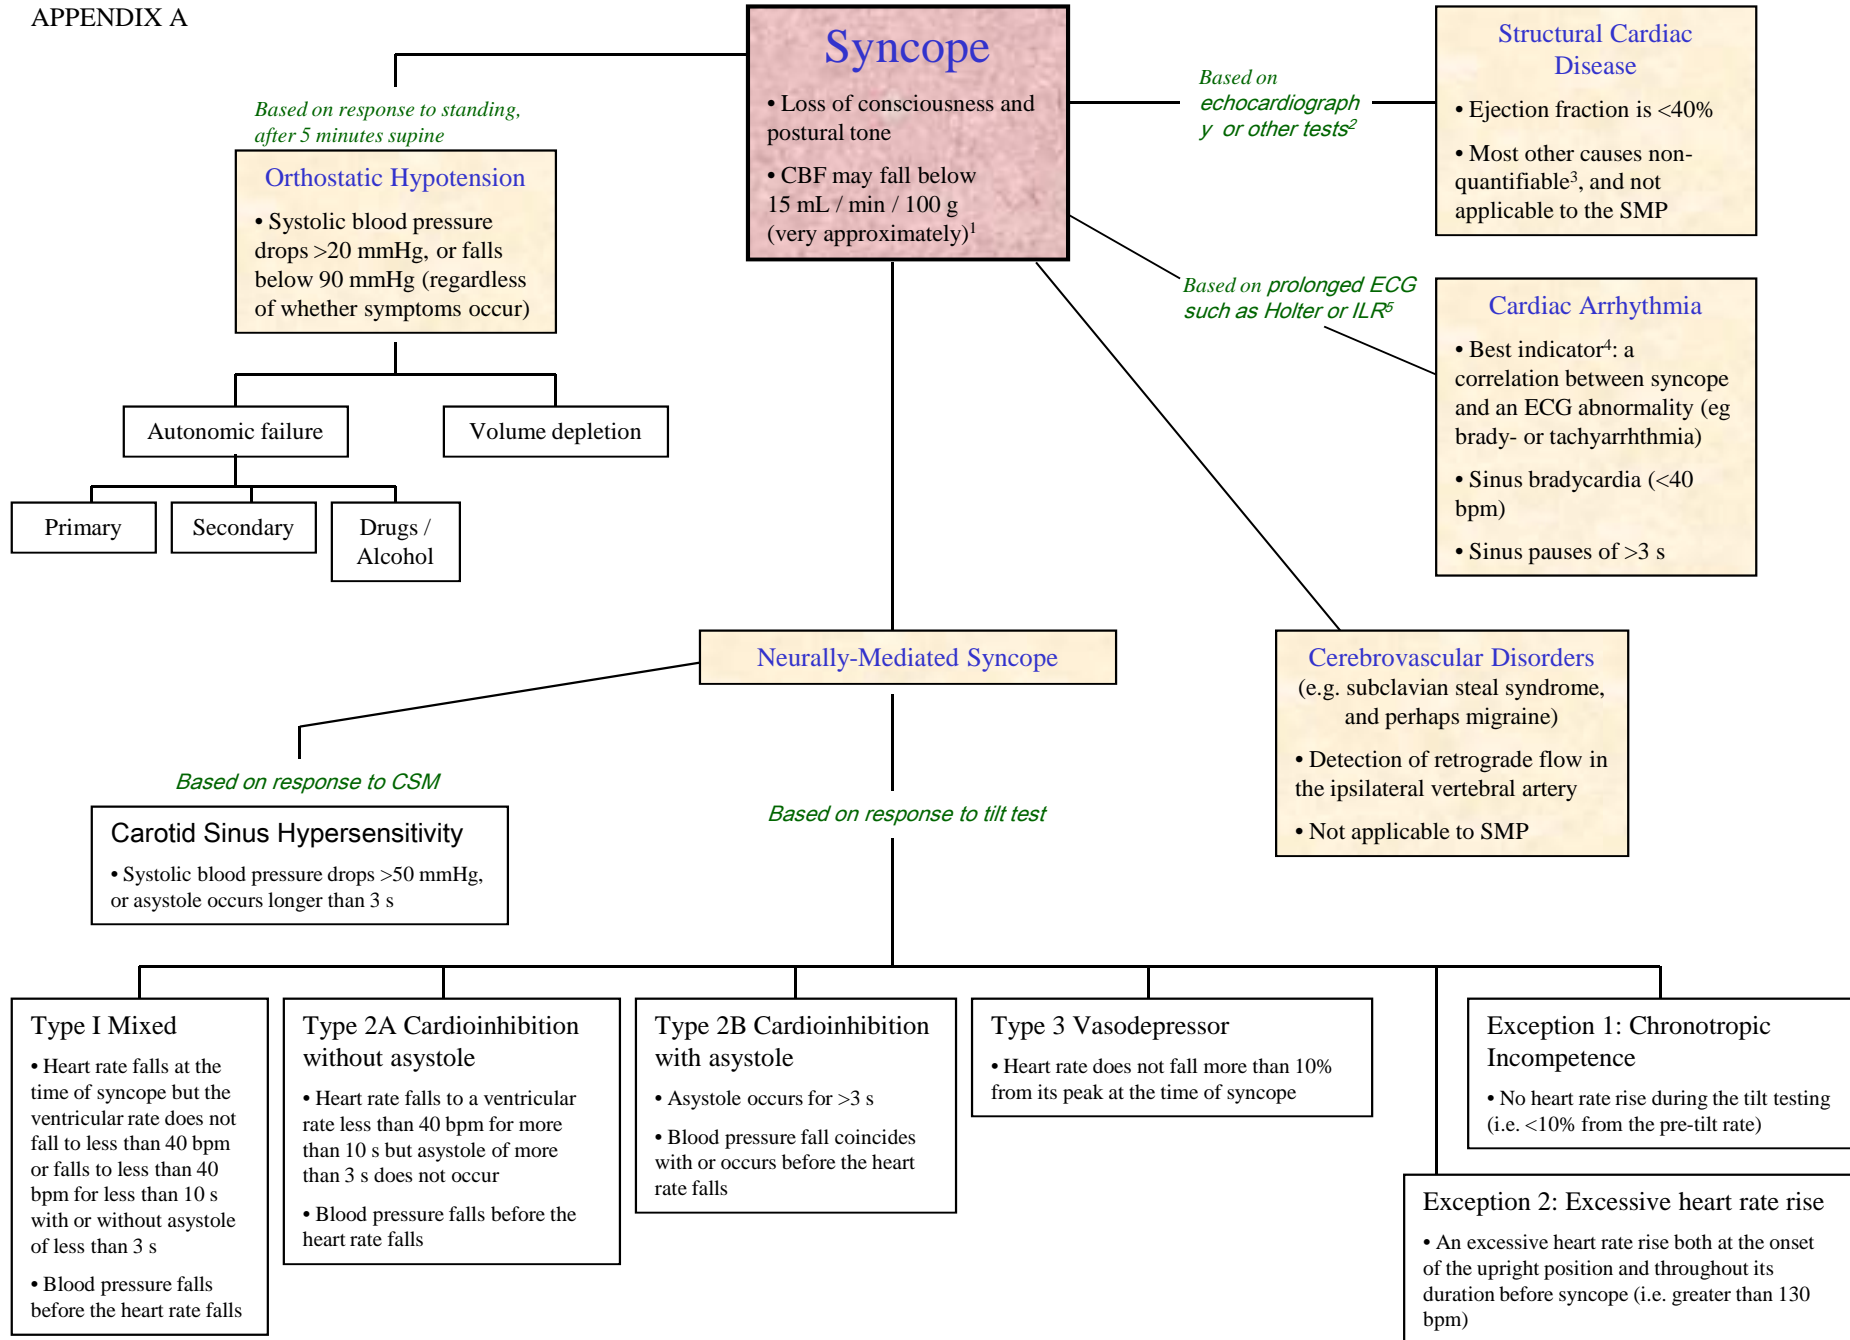 APPENDIX A
Syncope
• Loss of consciousness and
postural tone
• CBF may fall below
15 mL / min / 100 g
(very approximately)1
Based on response to standing,
after 5 minutes supine
Orthostatic Hypotension
• Systolic blood pressure
drops >20 mmHg, or falls
below 90 mmHg (regardless
of whether symptoms occur)
Autonomic failure
Volume depletion
Primary
Secondary
Drugs /
Alcohol
Based on
echocardiograph
y or other tests2
Structural Cardiac
Disease
• Ejection fraction is <40%
• Most other causes non-
quantifiable3, and not
applicable to the SMP
Based on prolonged ECG
such as Holter or ILR5
Cardiac Arrhythmia
• Best indicator4: a
correlation between syncope
and an ECG abnormality (eg
brady- or tachyarrhthmia)
• Sinus bradycardia (<40
bpm)
• Sinus pauses of >3 s
Neurally-Mediated Syncope
Cerebrovascular Disorders
(e.g. subclavian steal syndrome,
and perhaps migraine)
• Detection of retrograde flow in
the ipsilateral vertebral artery
• Not applicable to SMP
Based on response to CSM
Carotid Sinus Hypersensitivity
• Systolic blood pressure drops >50 mmHg,
or asystole occurs longer than 3 s
Based on response to tilt test
Type I Mixed
• Heart rate falls at the
time of syncope but the
ventricular rate does not
fall to less than 40 bpm
or falls to less than 40
bpm for less than 10 s
with or without asystole
of less than 3 s
• Blood pressure falls
before the heart rate falls
Type 2A Cardioinhibition
without asystole
• Heart rate falls to a ventricular
rate less than 40 bpm for more
than 10 s but asystole of more
than 3 s does not occur
• Blood pressure falls before the
heart rate falls
Type 2B Cardioinhibition
with asystole
• Asystole occurs for >3 s
• Blood pressure fall coincides
with or occurs before the heart
rate falls
Type 3 Vasodepressor
• Heart rate does not fall more than 10%
from its peak at the time of syncope
Exception 1: Chronotropic
Incompetence
• No heart rate rise during the tilt testing
(i.e. <10% from the pre-tilt rate)
Exception 2: Excessive heart rate rise
• An excessive heart rate rise both at the onset
of the upright position and throughout its
duration before syncope (i.e. greater than 130
bpm)